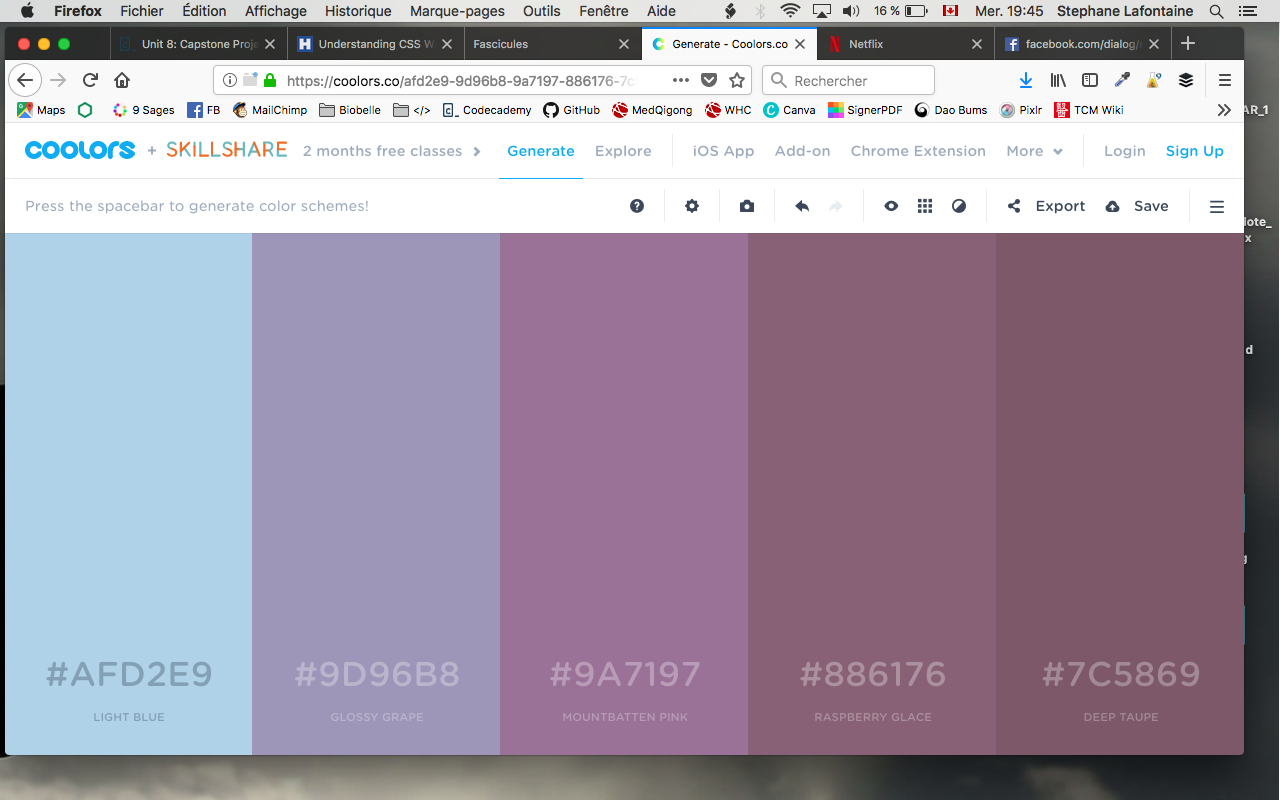 Firefox Fichier Édition Affichage Historique Marque-pages Outils Fenêtre Aide 16 % Mer. 19:45 Stephane Lafontaine
Unit 8: Capstone Proje Understanding CSS W Fascicules Generate - Coolors.co Netflix facebook.com/dialog/
https://coolors.co/afd2e9-9d96b8-9a7197-886176-7c Rechercher
Maps 9 Sages FB MailChimp Biobelle </> Codecademy GitHub MedQigong WHC Canva SignerPDF Dao Bums Pixlr TCM Wiki
AR_1
coolors + SKILLSHARE 2 months free classes Generate Explore iOS App Add-on Chrome Extension More Login Sign Up
Press the spacebar to generate color schemes! Export Save
lote_
x
d
g
#AFD2E9 #9D96B8 #9A7197 #886176 #7C5869
LIGHT BLUE GLOSSY GRAPE MOUNTBATTEN PINK RASPBERRY GLACE DEEP TAUPE